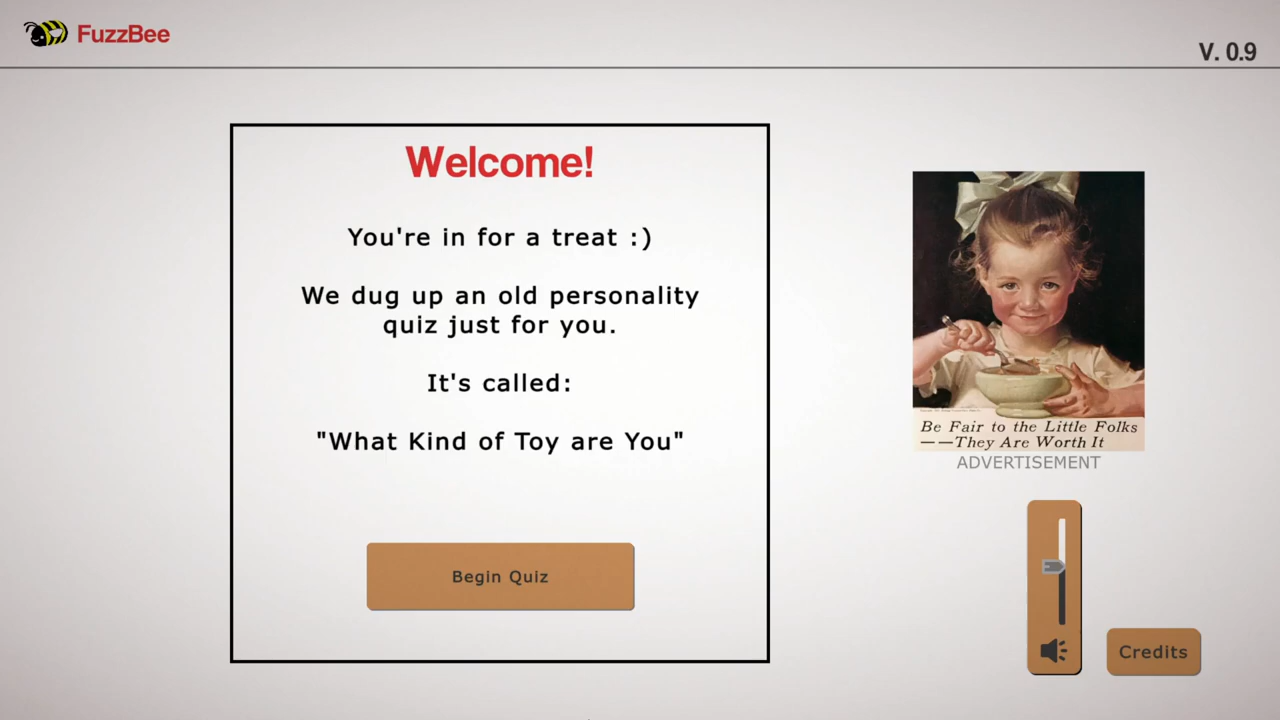 FuzzBee
V. 0.9
Welcome!
You're in for a treat :)
We dug up an old personality
quiz just for you.
It's called:
"What Kind of Toy are You"
Begin Quiz
Be Fair to the Little Folks
——They Are Worth It
ADVERTISEMENT
Credits